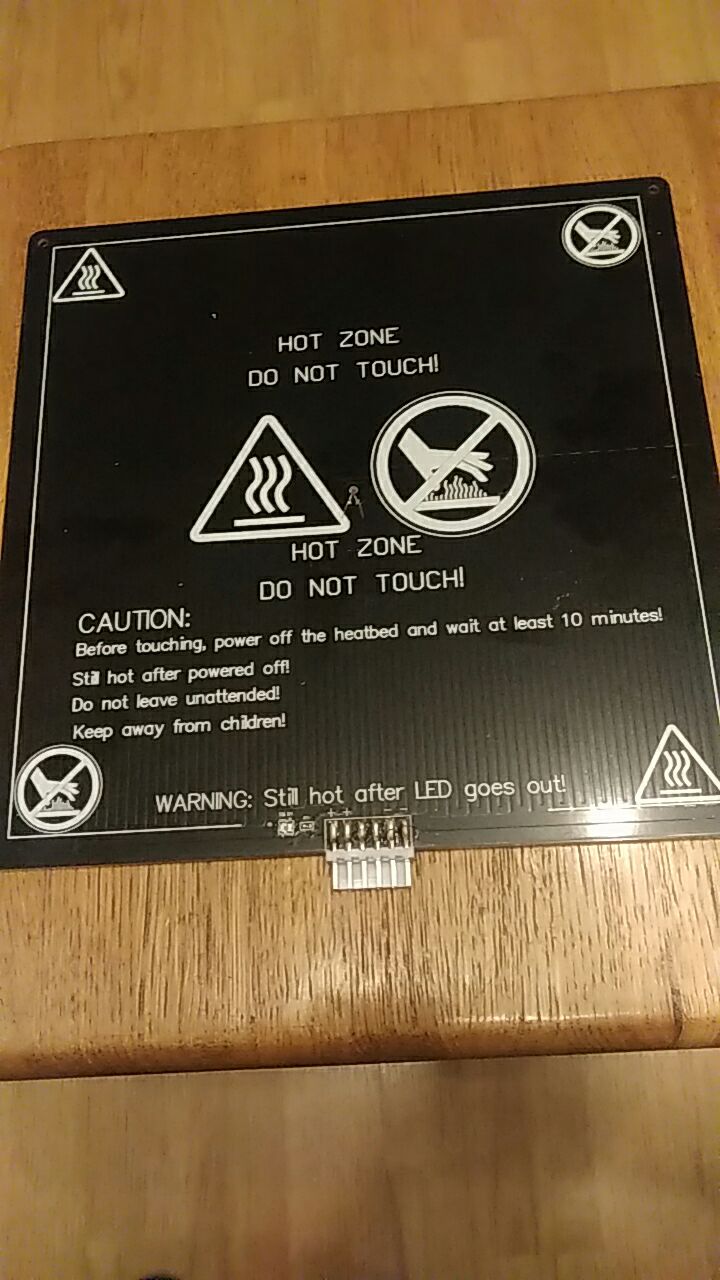 HOT ZONE
DO NOT TOUCH!
HOT ZONE
DO NOT TOUCH!
CAUTION:
Before touching, power off the heatbed and wait at least 10 minutes!
Still hot after powered off!
Do not leave unattended!
Keep away from children!
WARNING: Still hot after LED goes out!